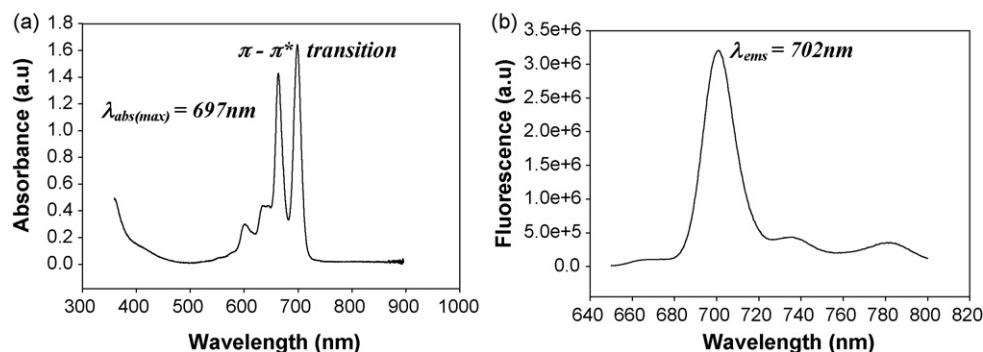 (a)
1.8
1.6
1.4
1.2
1.0
0.8
0.6
0.4
0.2
0.0
Absorbance (a.u)
π - π* transition
λabs(max) = 697nm
300 400 500 600 700 800 900 1000
Wavelength (nm)
(b)
3.5e+6
3.0e+6
2.5e+6
2.0e+6
1.5e+6
1.0e+6
5.0e+5
0.0
Fluorescence (a.u)
λems = 702nm
640 660 680 700 720 740 760 780 800 820
Wavelength (nm)